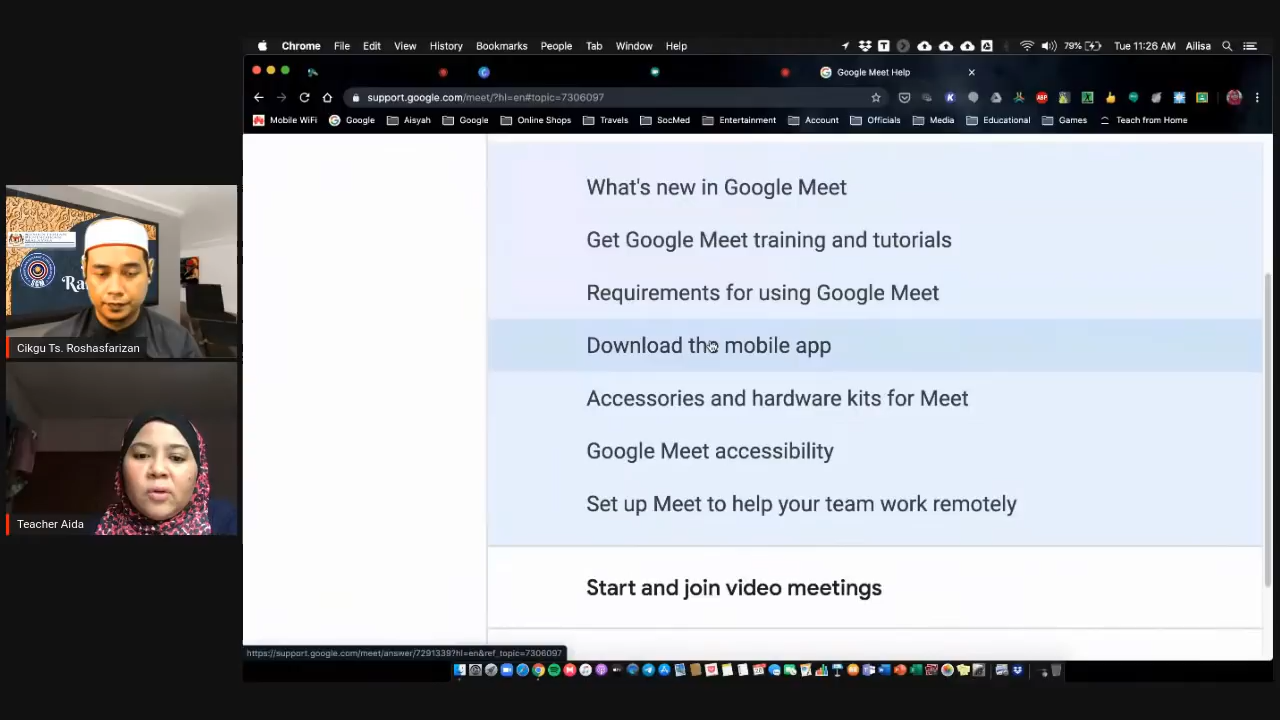 Chrome File Edit View History Bookmarks People Tab Window Help
79% Tue 11:26 AM Ailisa
Google Meet Help
support.google.com/meet/?hl=en#topic=7306097
Mobile WiFi Google Aisyah Google Online Shops Travels SocMed Entertainment Account Officials Media Educational Games Teach from Home
What's new in Google Meet
Get Google Meet training and tutorials
Requirements for using Google Meet
Download the mobile app
Accessories and hardware kits for Meet
Google Meet accessibility
Set up Meet to help your team work remotely
Start and join video meetings
https://support.google.com/meet/answer/7291339?hl=en&ref_topic=7306097
Ra
Cikgu Ts. Roshasfarizan
Teacher Aida